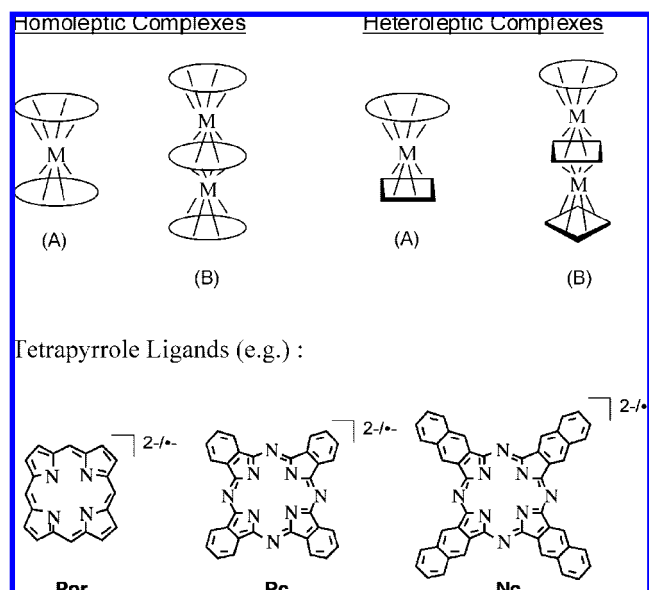 Homoleptic Complexes Heteroleptic Complexes
M M M M
M M
(A) (B) (A) (B)
Tetrapyrrole Ligands (e.g.) :
2-/•- 2-/•- 2-/•
N N N N
N N N N N N N N
N N N N N N N N
Por Pc Nc